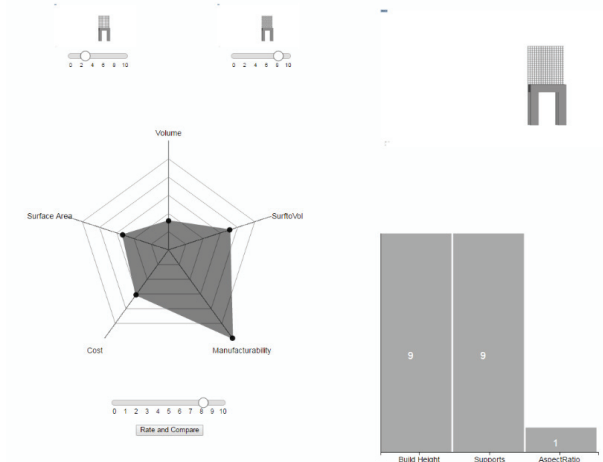 0 2 4 6 8 10
0 2 4 6 8 10
Volume
Surface Area
SurftoVol
Cost
Manufacturability
0 1 2 3 4 5 6 7 8 9 10
Rate and Compare
9
9
1
Build Height
Supports
AspectRatio